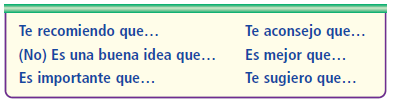 Te recomiendo que… Te aconsejo que…
(No) Es una buena idea que… Es mejor que…
Es importante que… Te sugiero que…